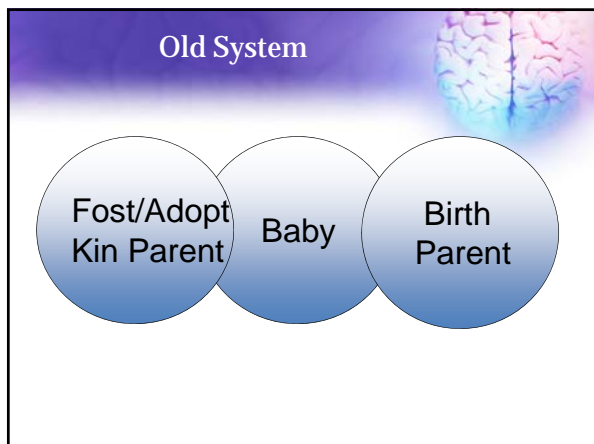 Old System
Fost/Adopt
Kin Parent
Baby
Birth
Parent